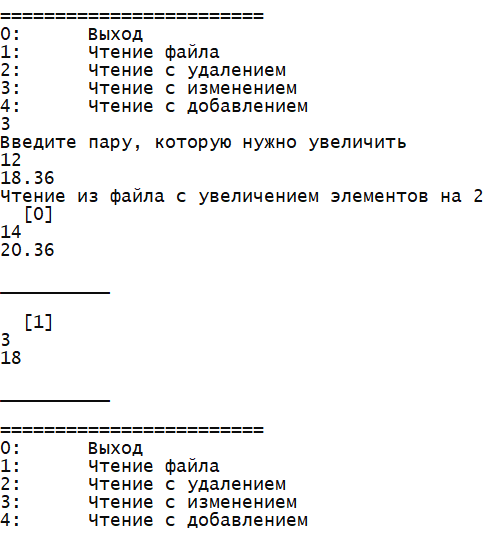 ========================
0:      Выход
1:      Чтение файла
2:      Чтение с удалением
3:      Чтение с изменением
4:      Чтение с добавлением
3
Введите пару, которую нужно увеличить
12
18.36
Чтение из файла с увеличением элементов на 2
  [0]
14
20.36

__________

  [1]
3
18

__________

========================
0:      Выход
1:      Чтение файла
2:      Чтение с удалением
3:      Чтение с изменением
4:      Чтение с добавлением